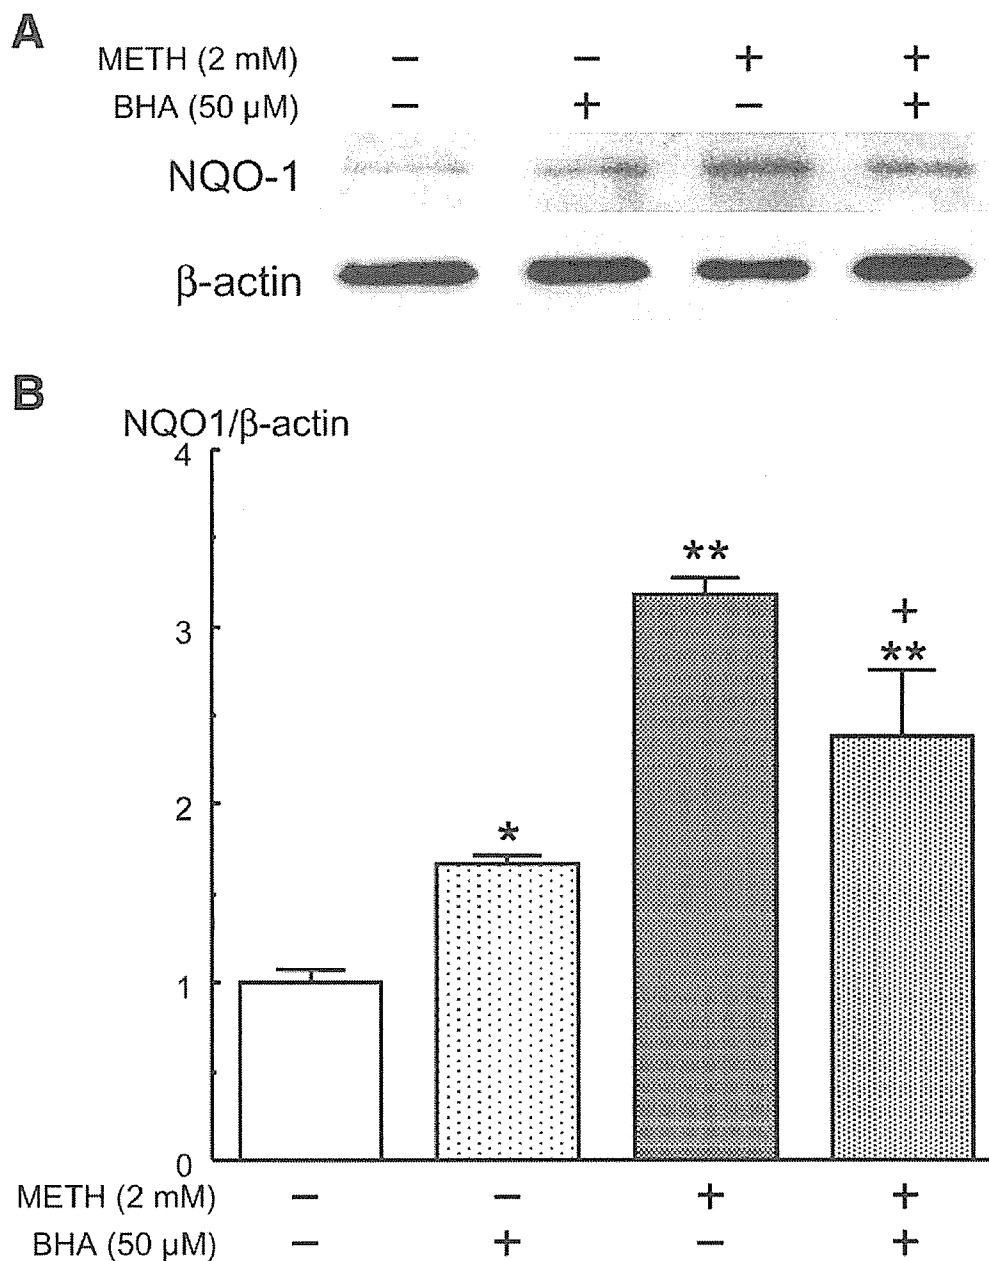 A
METH (2 mM) − − + +
BHA (50 µM) − + − +
NQO-1
β-actin
B
NQO1/β-actin
4
**
+
3
**
2
*
1
0
METH (2 mM) − − + +
BHA (50 µM) − + − +